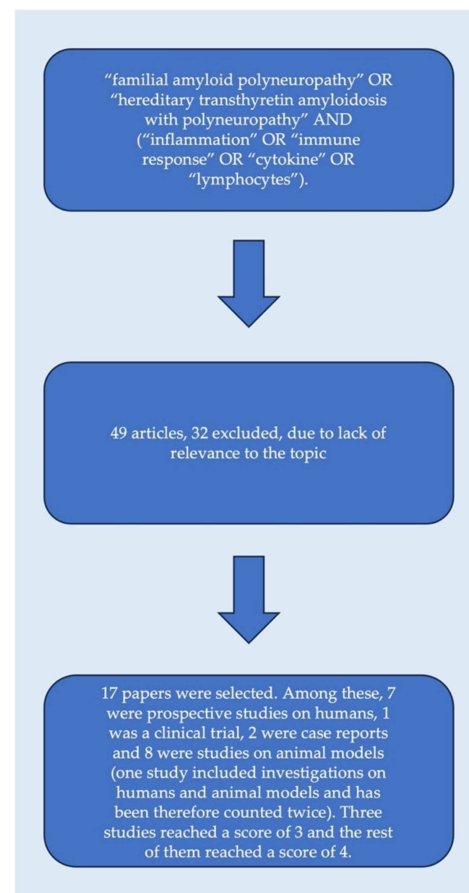 “familial amyloid polyneuropathy” OR
“hereditary transthyretin amyloidosis
with polyneuropathy” AND
(“inflammation” OR “immune
response” OR “cytokine” OR
“lymphocytes”).
49 articles, 32 excluded, due to lack of
relevance to the topic
17 papers were selected. Among these, 7
were prospective studies on humans, 1
was a clinical trial, 2 were case reports
and 8 were studies on animal models
(one study included investigations on
humans and animal models and has
been therefore counted twice). Three
studies reached a score of 3 and the rest
of them reached a score of 4.